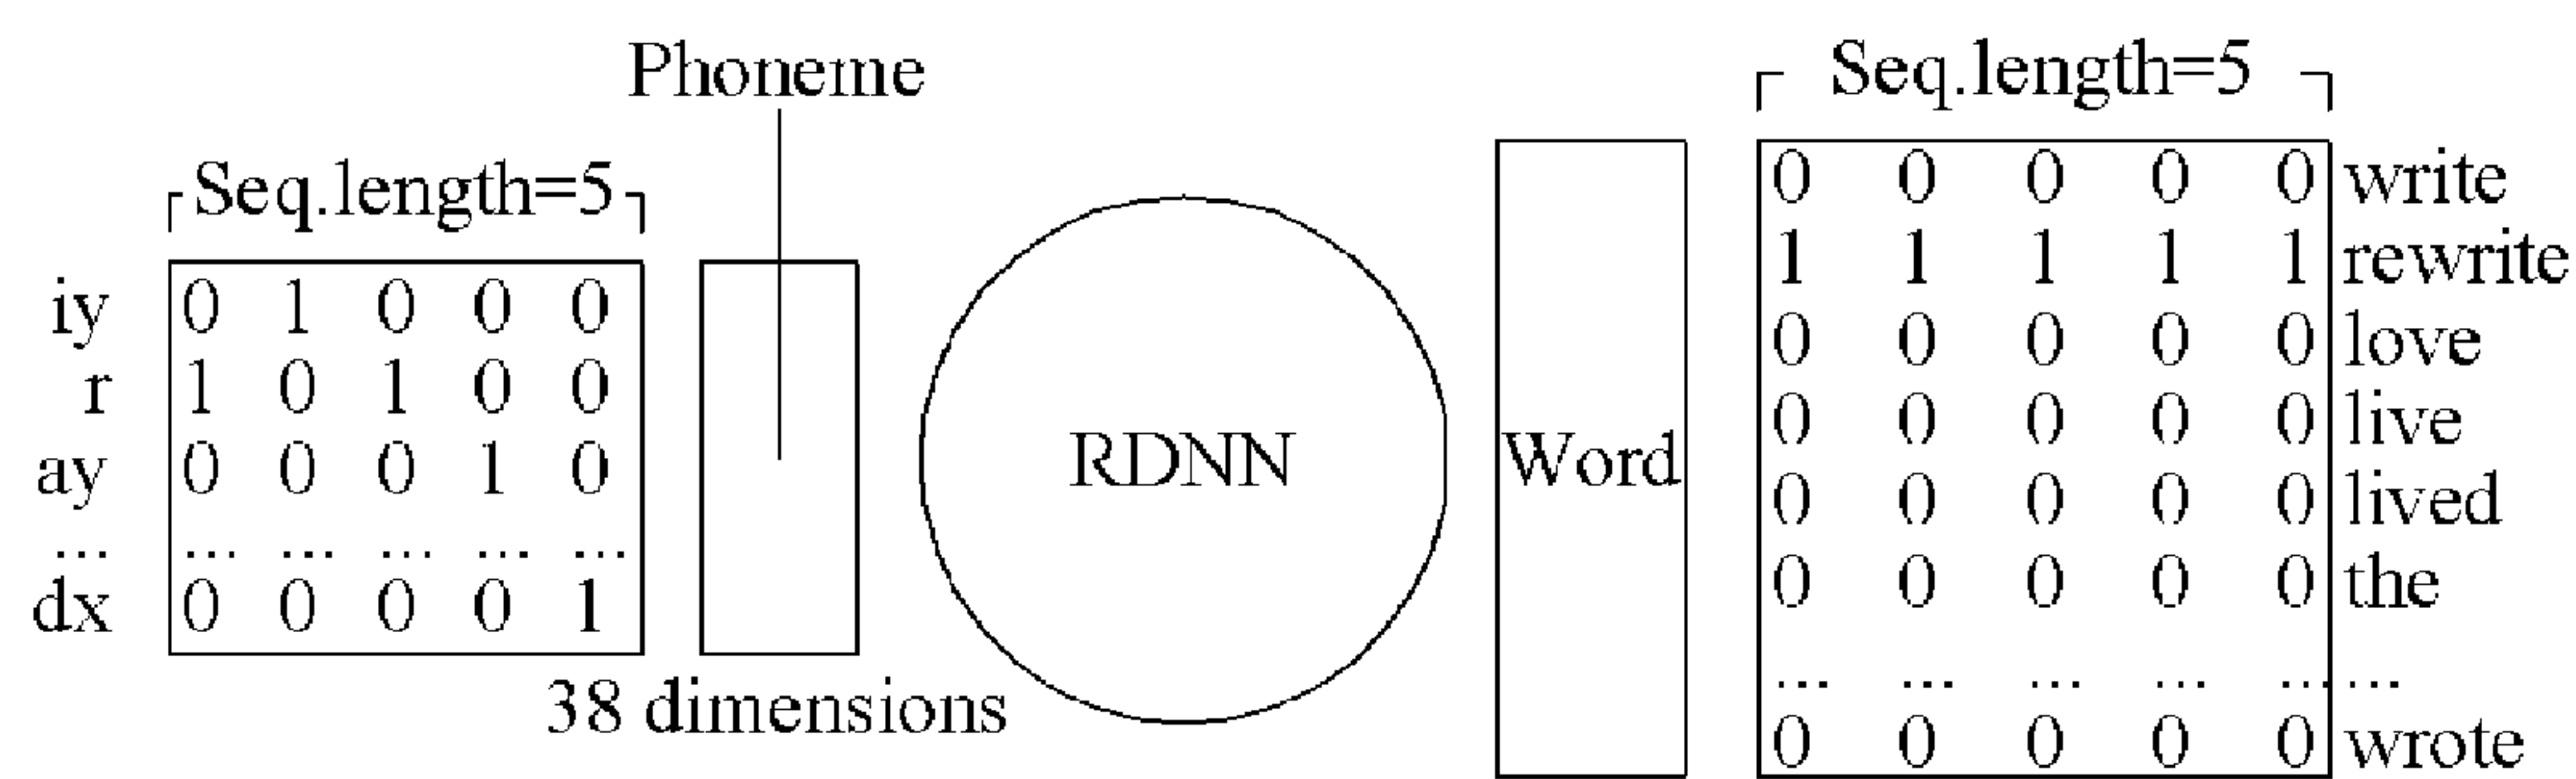 Phoneme
Seq.length=5
Seq.length=5
iy 0 1 0 0 0
r 1 0 1 0 0
ay 0 0 0 1 0
... ... ... ... ... ...
dx 0 0 0 0 1
38 dimensions
RDNN
Word
0 0 0 0 0 write
1 1 1 1 1 rewrite
0 0 0 0 0 love
0 0 0 0 0 live
0 0 0 0 0 lived
0 0 0 0 0 the
... ... ... ... ... ...
0 0 0 0 0 wrote